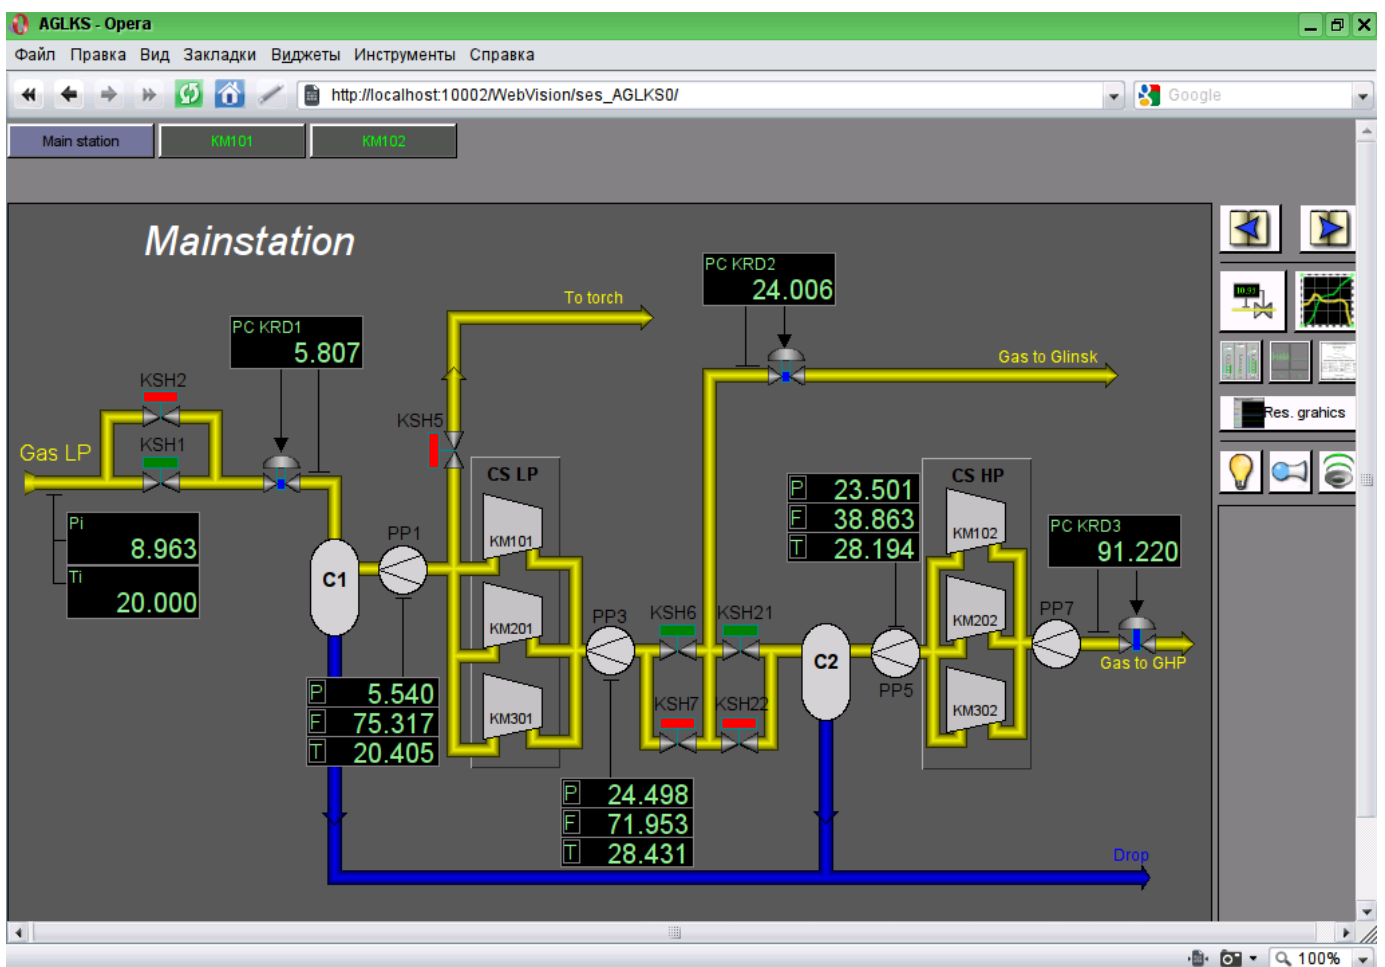 AGLKS - Opera
Файл Правка Вид Закладки Виджеты Инструменты Справка
http://localhost:10002/WebVision/ses_AGLKS0/
Google
Main station
KM101
KM102
Mainstation
PC KRD2
24.006
To torch
PC KRD1
5.807
Gas to Glinsk
KSH2
KSH5
Res. grahics
KSH1
Gas LP
CS LP
CS HP
P 23.501
F 38.863
T 28.194
Pi
8.963
Ti
20.000
PP1
KM101
KM102
PC KRD3
91.220
C1
KM201
PP3
KSH6
KSH21
KM202
PP7
C2
Gas to GHP
PP5
P 5.540
F 75.317
T 20.405
KM301
KSH7
KSH22
KM302
P 24.498
F 71.953
T 28.431
Drop
100%